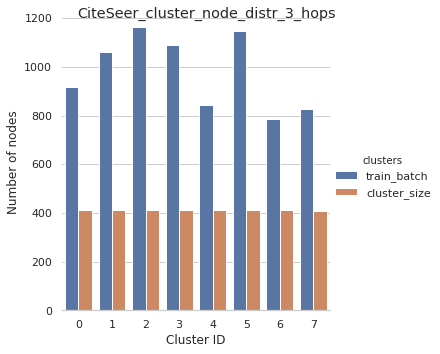 CiteSeer_cluster_node_distr_3_hops
1200
1000
800
600
400
200
0
Number of nodes
0 1 2 3 4 5 6 7
Cluster ID
clusters
train_batch
cluster_size